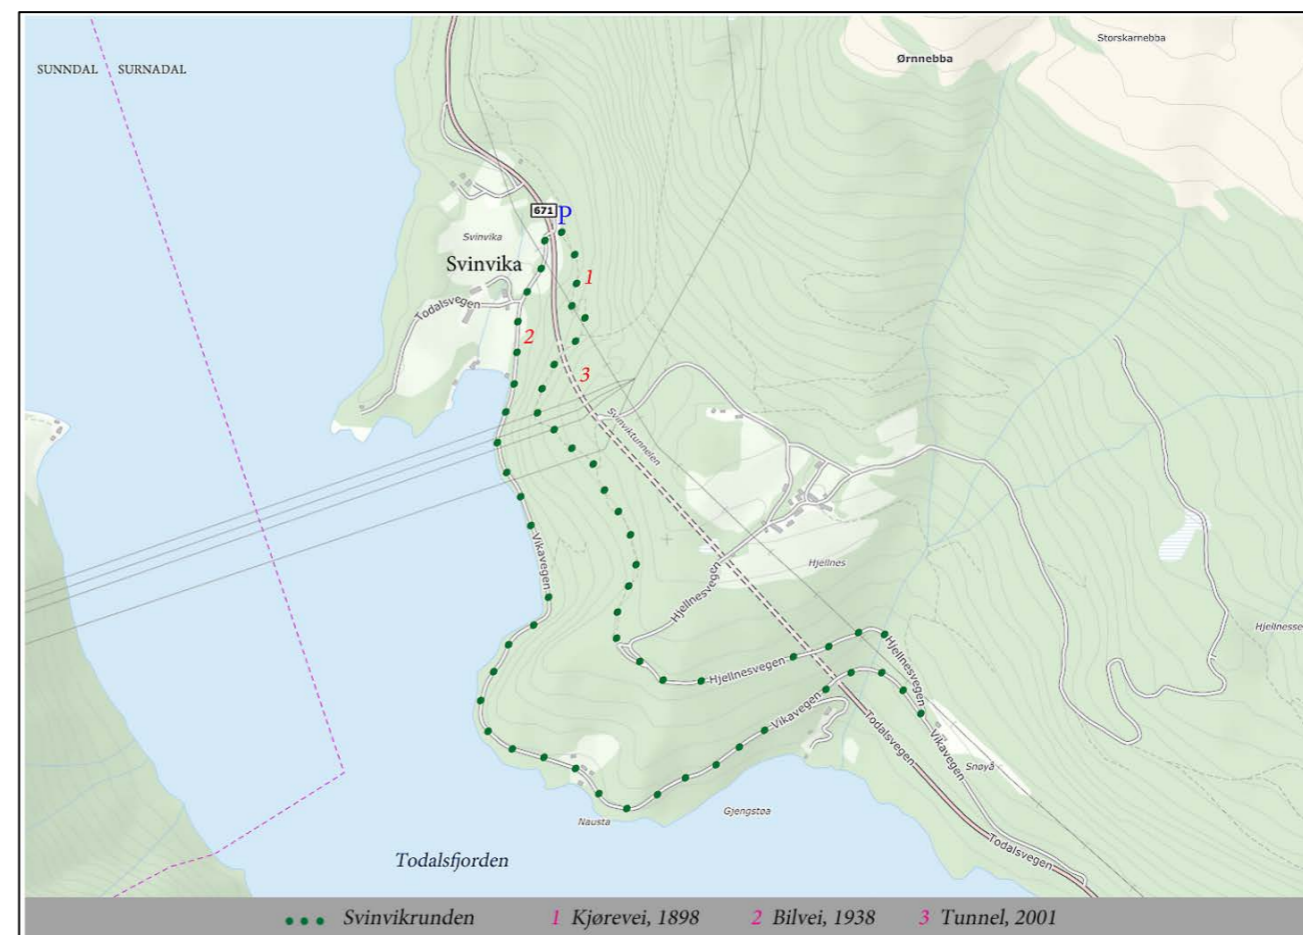 Storskarnebba
Ørnnebba
SUNNDAL SURNADAL
671 P
Svinvika
Svinvika
1
Todalsvegen
2
3
Svinviktunnelen
Vikavegen
Hjellnes
Hjellnesvegen
Hjellnesse
Hjellnesvegen
Hjellnesvegen
Vikavegen
Todalsvegen
Vikavegen
Snøyå
Gjengstøa
Nausta
Todalsvegen
Todalsfjorden
Svinvikrunden 1 Kjørevei, 1898 2 Bilvei, 1938 3 Tunnel, 2001